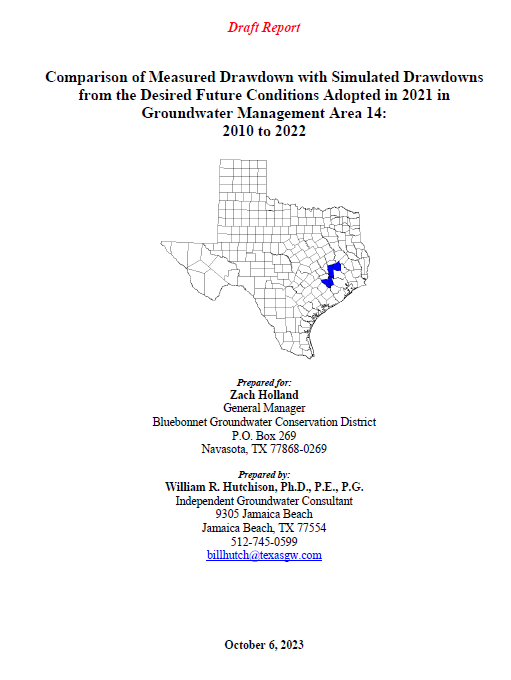 Draft Report
Comparison of Measured Drawdown with Simulated Drawdowns
from the Desired Future Conditions Adopted in 2021 in
Groundwater Management Area 14:
2010 to 2022
Prepared for:
Zach Holland
General Manager
Bluebonnet Groundwater Conservation District
P.O. Box 269
Navasota, TX 77868-0269
Prepared by:
William R. Hutchison, Ph.D., P.E., P.G.
Independent Groundwater Consultant
9305 Jamaica Beach
Jamaica Beach, TX 77554
512-745-0599
billhutch@texasgw.com
October 6, 2023